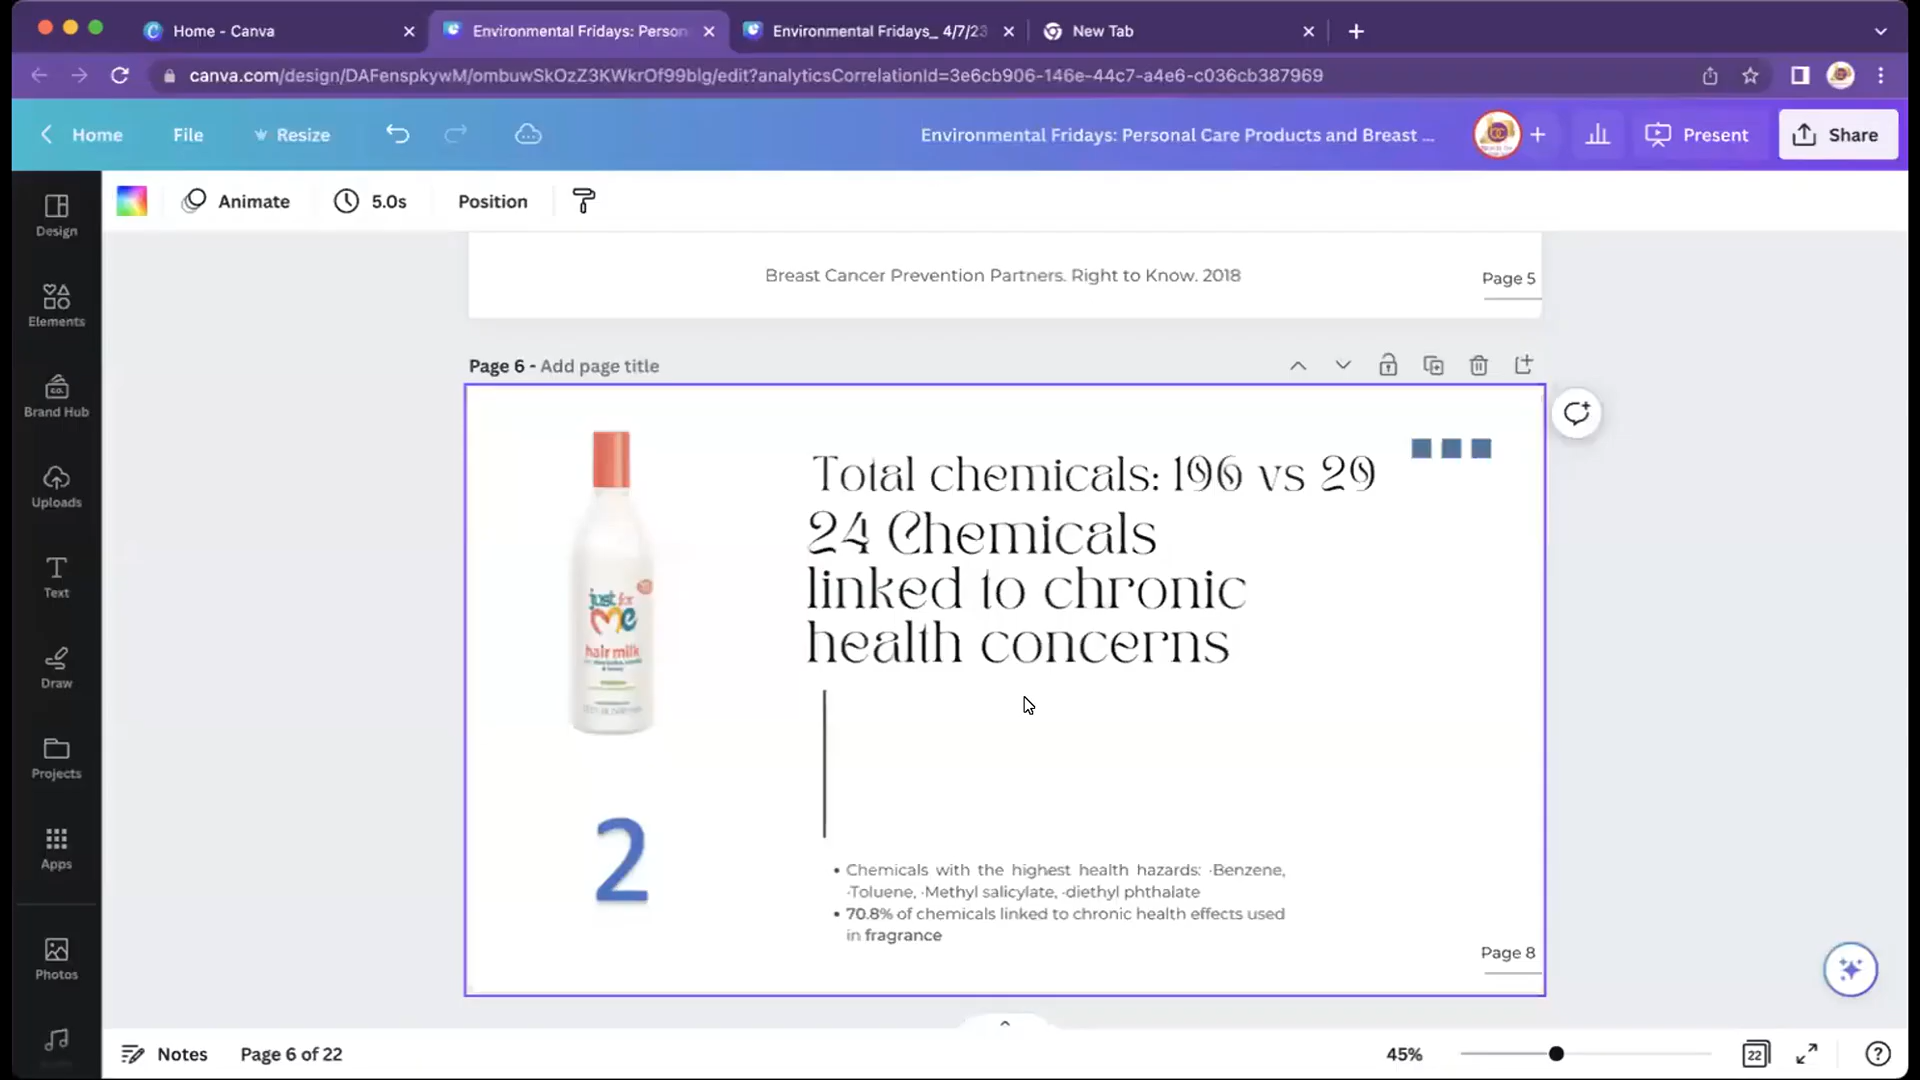 Home - Canva
Environmental Fridays: Person
Environmental Fridays_ 4/7/23
New Tab
canva.com/design/DAFenspkywM/ombuwSkOzZ3KWkrOf99blg/edit?analyticsCorrelationId=3e6cb906-146e-44c7-a4e6-c036cb387969
Home
File
Resize
Environmental Fridays: Personal Care Products and Breast ...
Present
Share
Animate
5.0s
Position
Design
Elements
Brand Hub
Uploads
Text
Draw
Projects
Apps
Photos
Breast Cancer Prevention Partners. Right to Know. 2018
Page 5
Page 6 - Add page title
Total chemicals: 196 vs 29
24 Chemicals
linked to chronic
health concerns
just for
me
hair milk
2
• Chemicals with the highest health hazards: ·Benzene,
·Toluene, ·Methyl salicylate, ·diethyl phthalate
• 70.8% of chemicals linked to chronic health effects used
in fragrance
Page 8
Notes
Page 6 of 22
45%
22